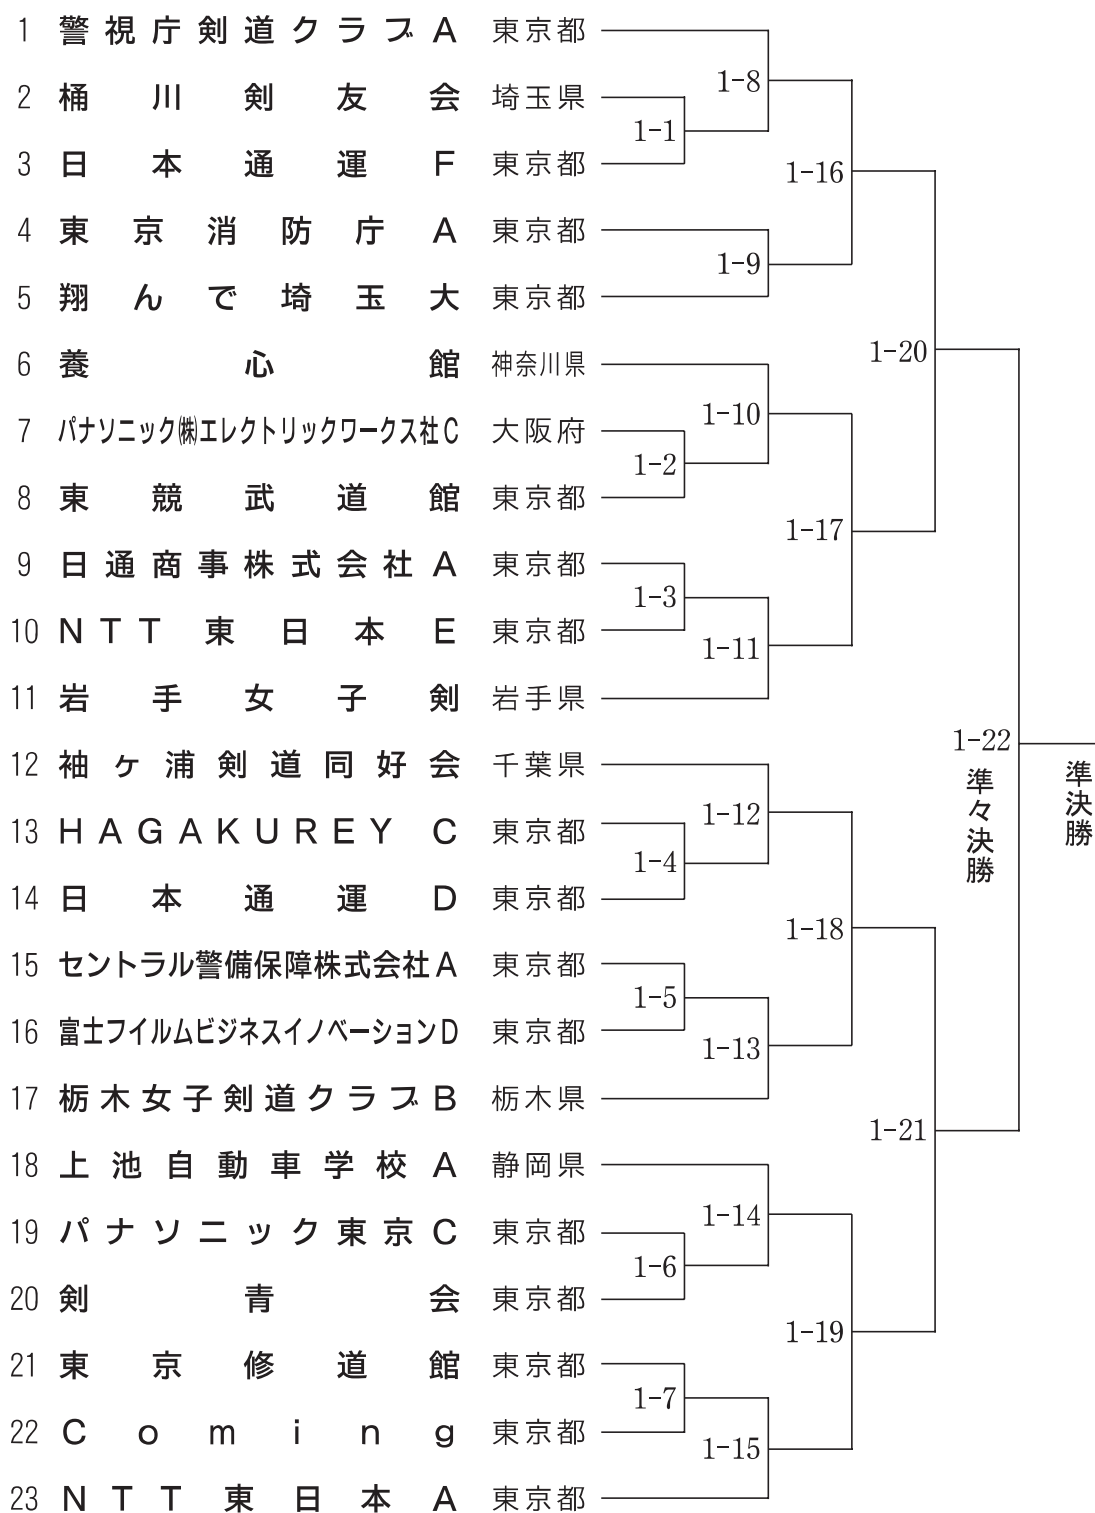 1 警視庁剣道クラブA 東京都
2 桶川剣友会 埼玉県
3 日本通運F 東京都
4 東京消防庁A 東京都
5 翔んで埼玉大 東京都
6 養心館 神奈川県
7 パナソニック㈱エレクトリックワークス社C 大阪府
8 東競武道館 東京都
9 日通商事株式会社A 東京都
10 NTT東日本E 東京都
11 岩手女子剣 岩手県
12 袖ヶ浦剣道同好会 千葉県
13 HAGAKUREY C 東京都
14 日本通運D 東京都
15 セントラル警備保障株式会社A 東京都
16 富士フイルムビジネスイノベーションD 東京都
17 栃木女子剣道クラブB 栃木県
18 上池自動車学校A 静岡県
19 パナソニック東京C 東京都
20 剣青会 東京都
21 東京修道館 東京都
22 Coming 東京都
23 NTT東日本A 東京都
1-1
1-2
1-3
1-4
1-5
1-6
1-7
1-8
1-9
1-10
1-11
1-12
1-13
1-14
1-15
1-16
1-17
1-18
1-19
1-20
1-21
1-22
準々決勝
準決勝